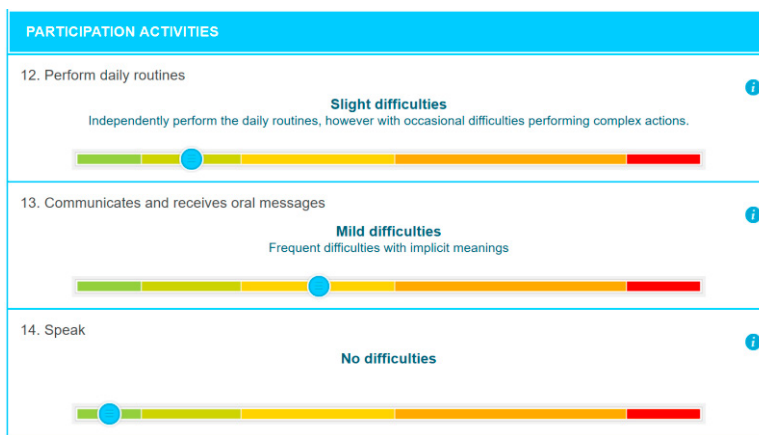 PARTICIPATION ACTIVITIES
12. Perform daily routines
i
Slight difficulties
Independently perform the daily routines, however with occasional difficulties performing complex actions.
13. Communicates and receives oral messages
i
Mild difficulties
Frequent difficulties with implicit meanings
14. Speak
i
No difficulties